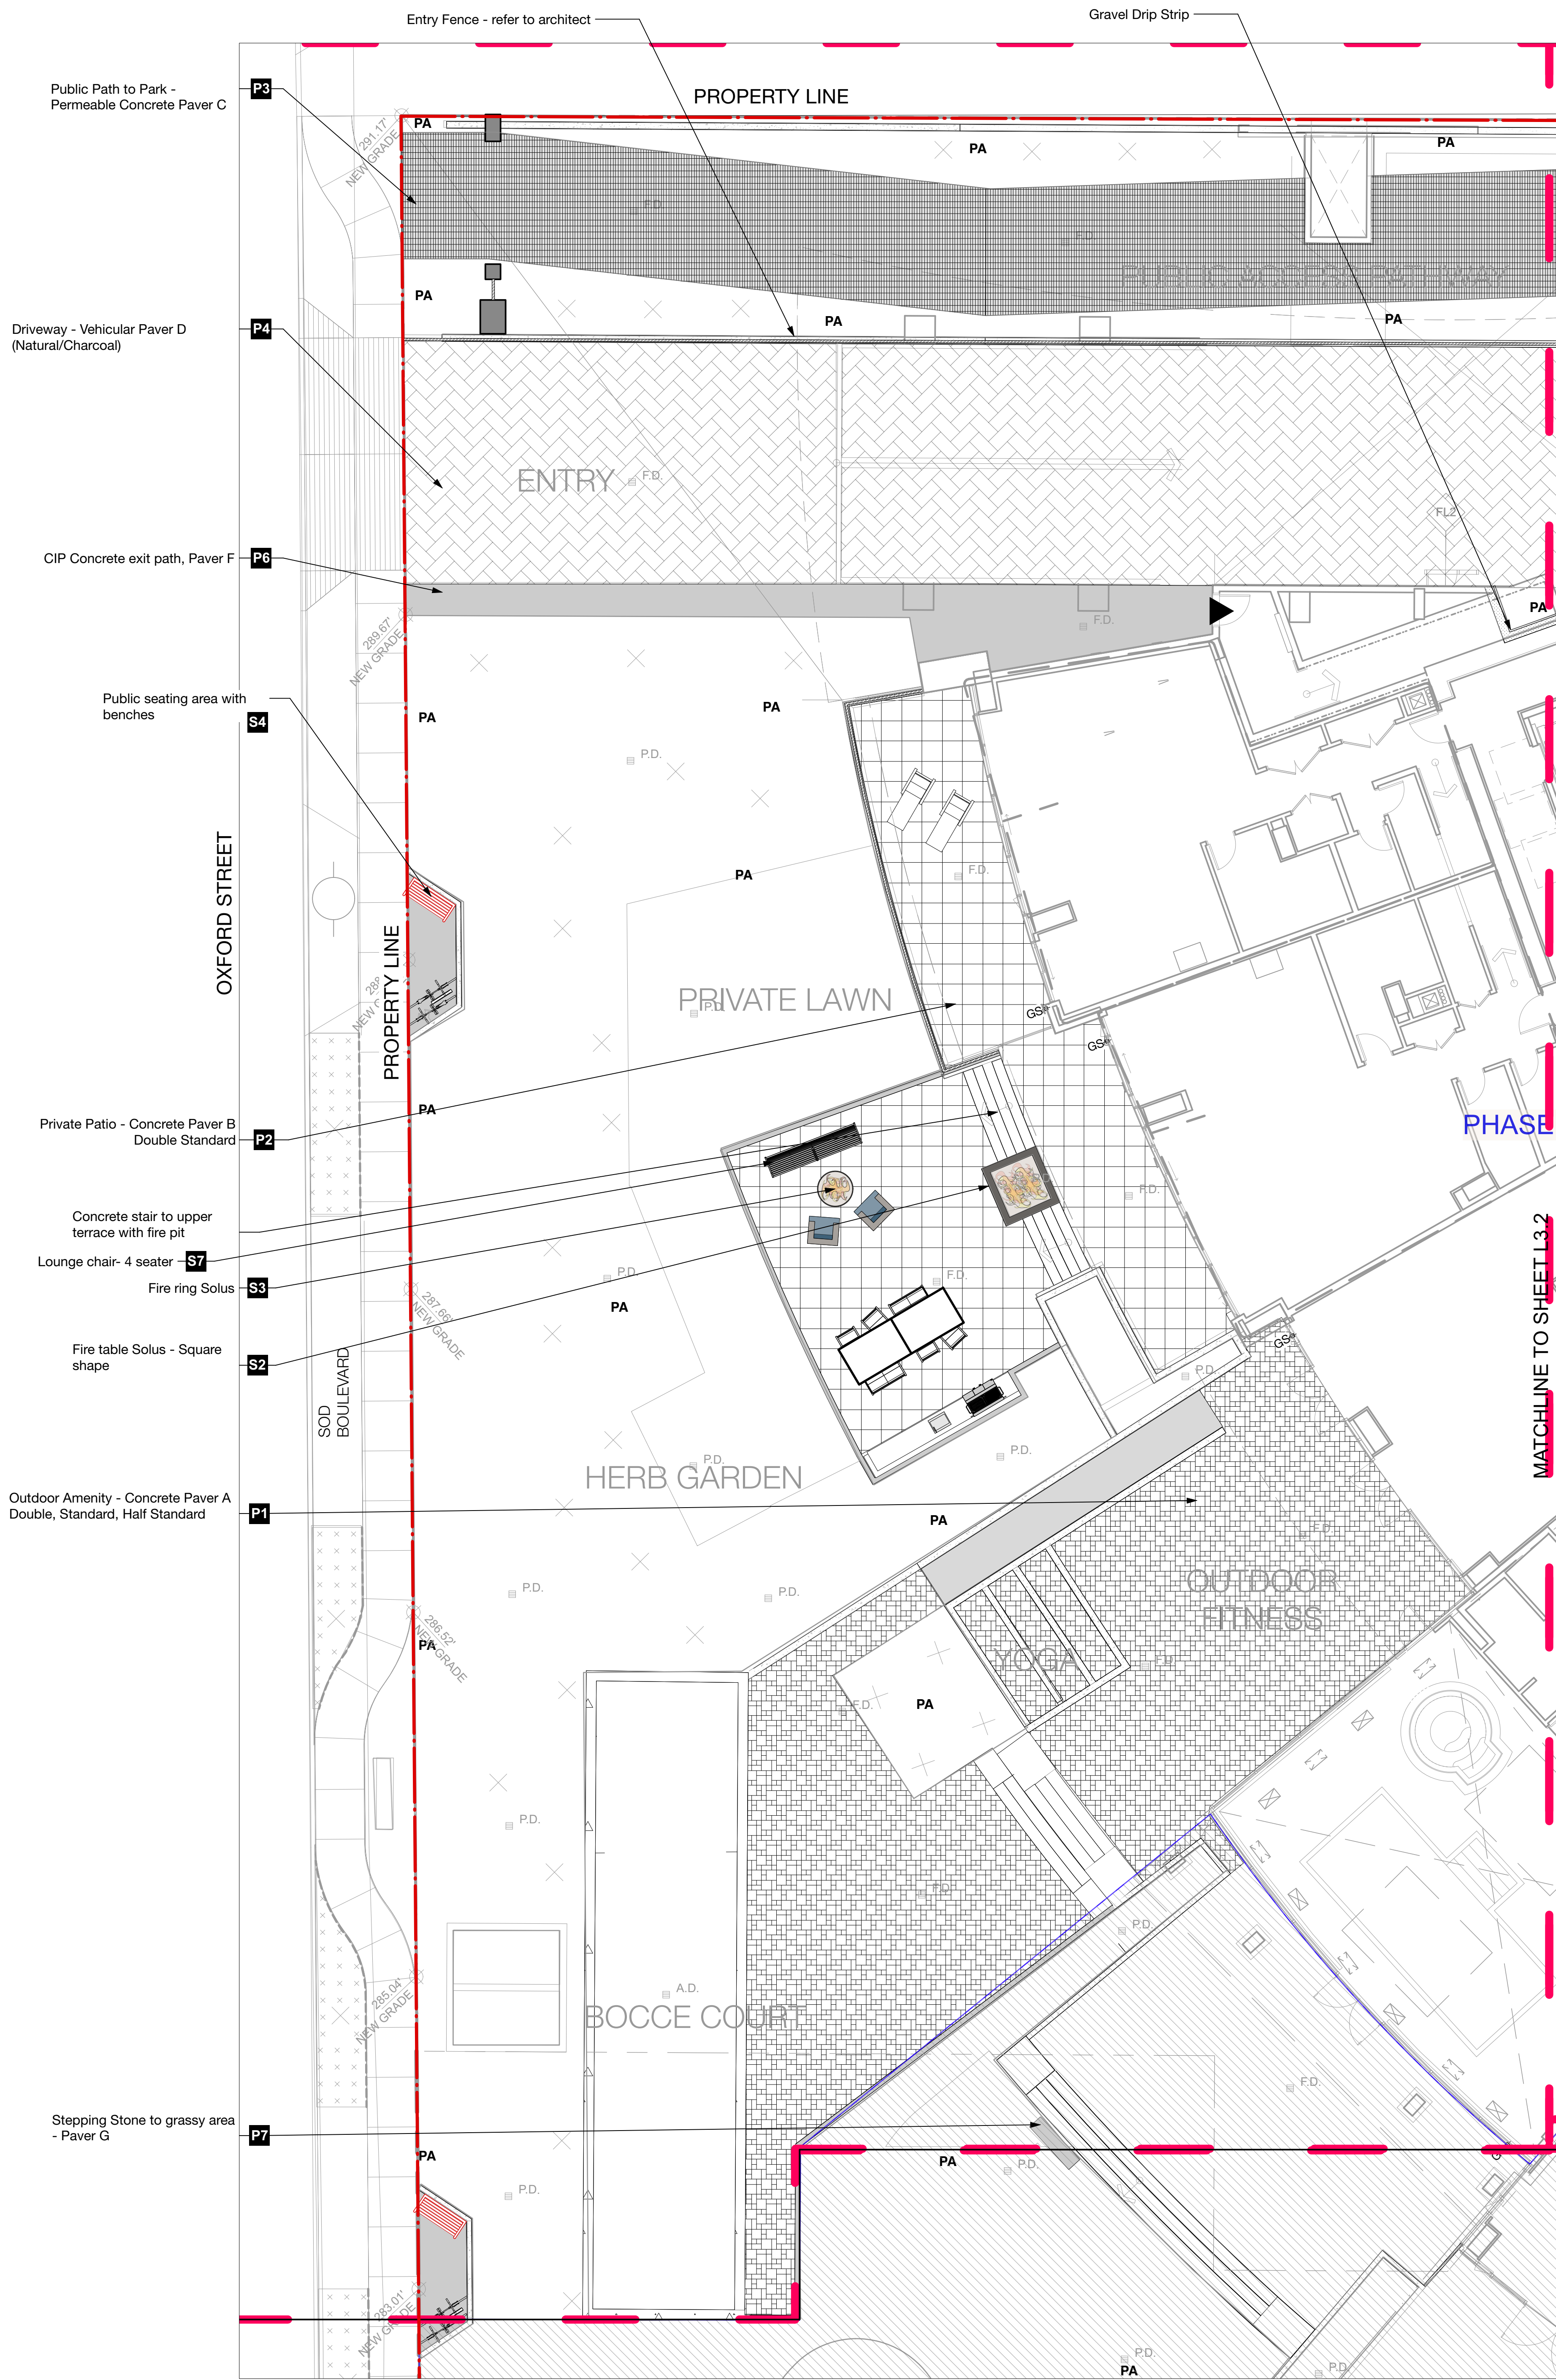 Entry Fence - refer to architect
Gravel Drip Strip
Public Path to Park -
Permeable Concrete Paver C
P3
PROPERTY LINE
PA
PA
PA
291.17'
NEW GRADE
F.D.
F.D.
PUBLIC ACCESS PATHWAY
PA
PA
PA
Driveway - Vehicular Paver D
(Natural/Charcoal)
P4
ENTRY
F.D.
FL2
CIP Concrete exit path, Paver F
P6
F.D.
PA
289.67'
NEW GRADE
Public seating area with
benches
S4
PA
PA
P.D.
OXFORD STREET
PROPERTY LINE
PA
F.D.
PRIVATE LAWN
P.D.
GS
GS
Private Patio - Concrete Paver B
Double Standard
P2
PA
PHASE
F.D.
Concrete stair to upper
terrace with fire pit
Lounge chair- 4 seater
S7
Fire ring Solus
S3
P.D.
F.D.
PA
287.66'
NEW GRADE
GS
MATCHLINE TO SHEET L3.2
Fire table Solus - Square
shape
S2
P.D.
SOD
BOULEVARD
HERB GARDEN
P.D.
P.D.
Outdoor Amenity - Concrete Paver A
Double, Standard, Half Standard
P1
PA
F.D.
OUTDOOR
FITNESS
P.D.
P.D.
286.52'
NEW GRADE
PA
YOGA
F.D.
PA
F.D.
P.D.
F.D.
P.D.
285.04'
NEW GRADE
A.D.
BOCCE COURT
F.D.
Stepping Stone to grassy area
- Paver G
P7
PA
PA
P.D.
P.D.
283.01'
NEW GRADE
P.D.
PA
P.D.